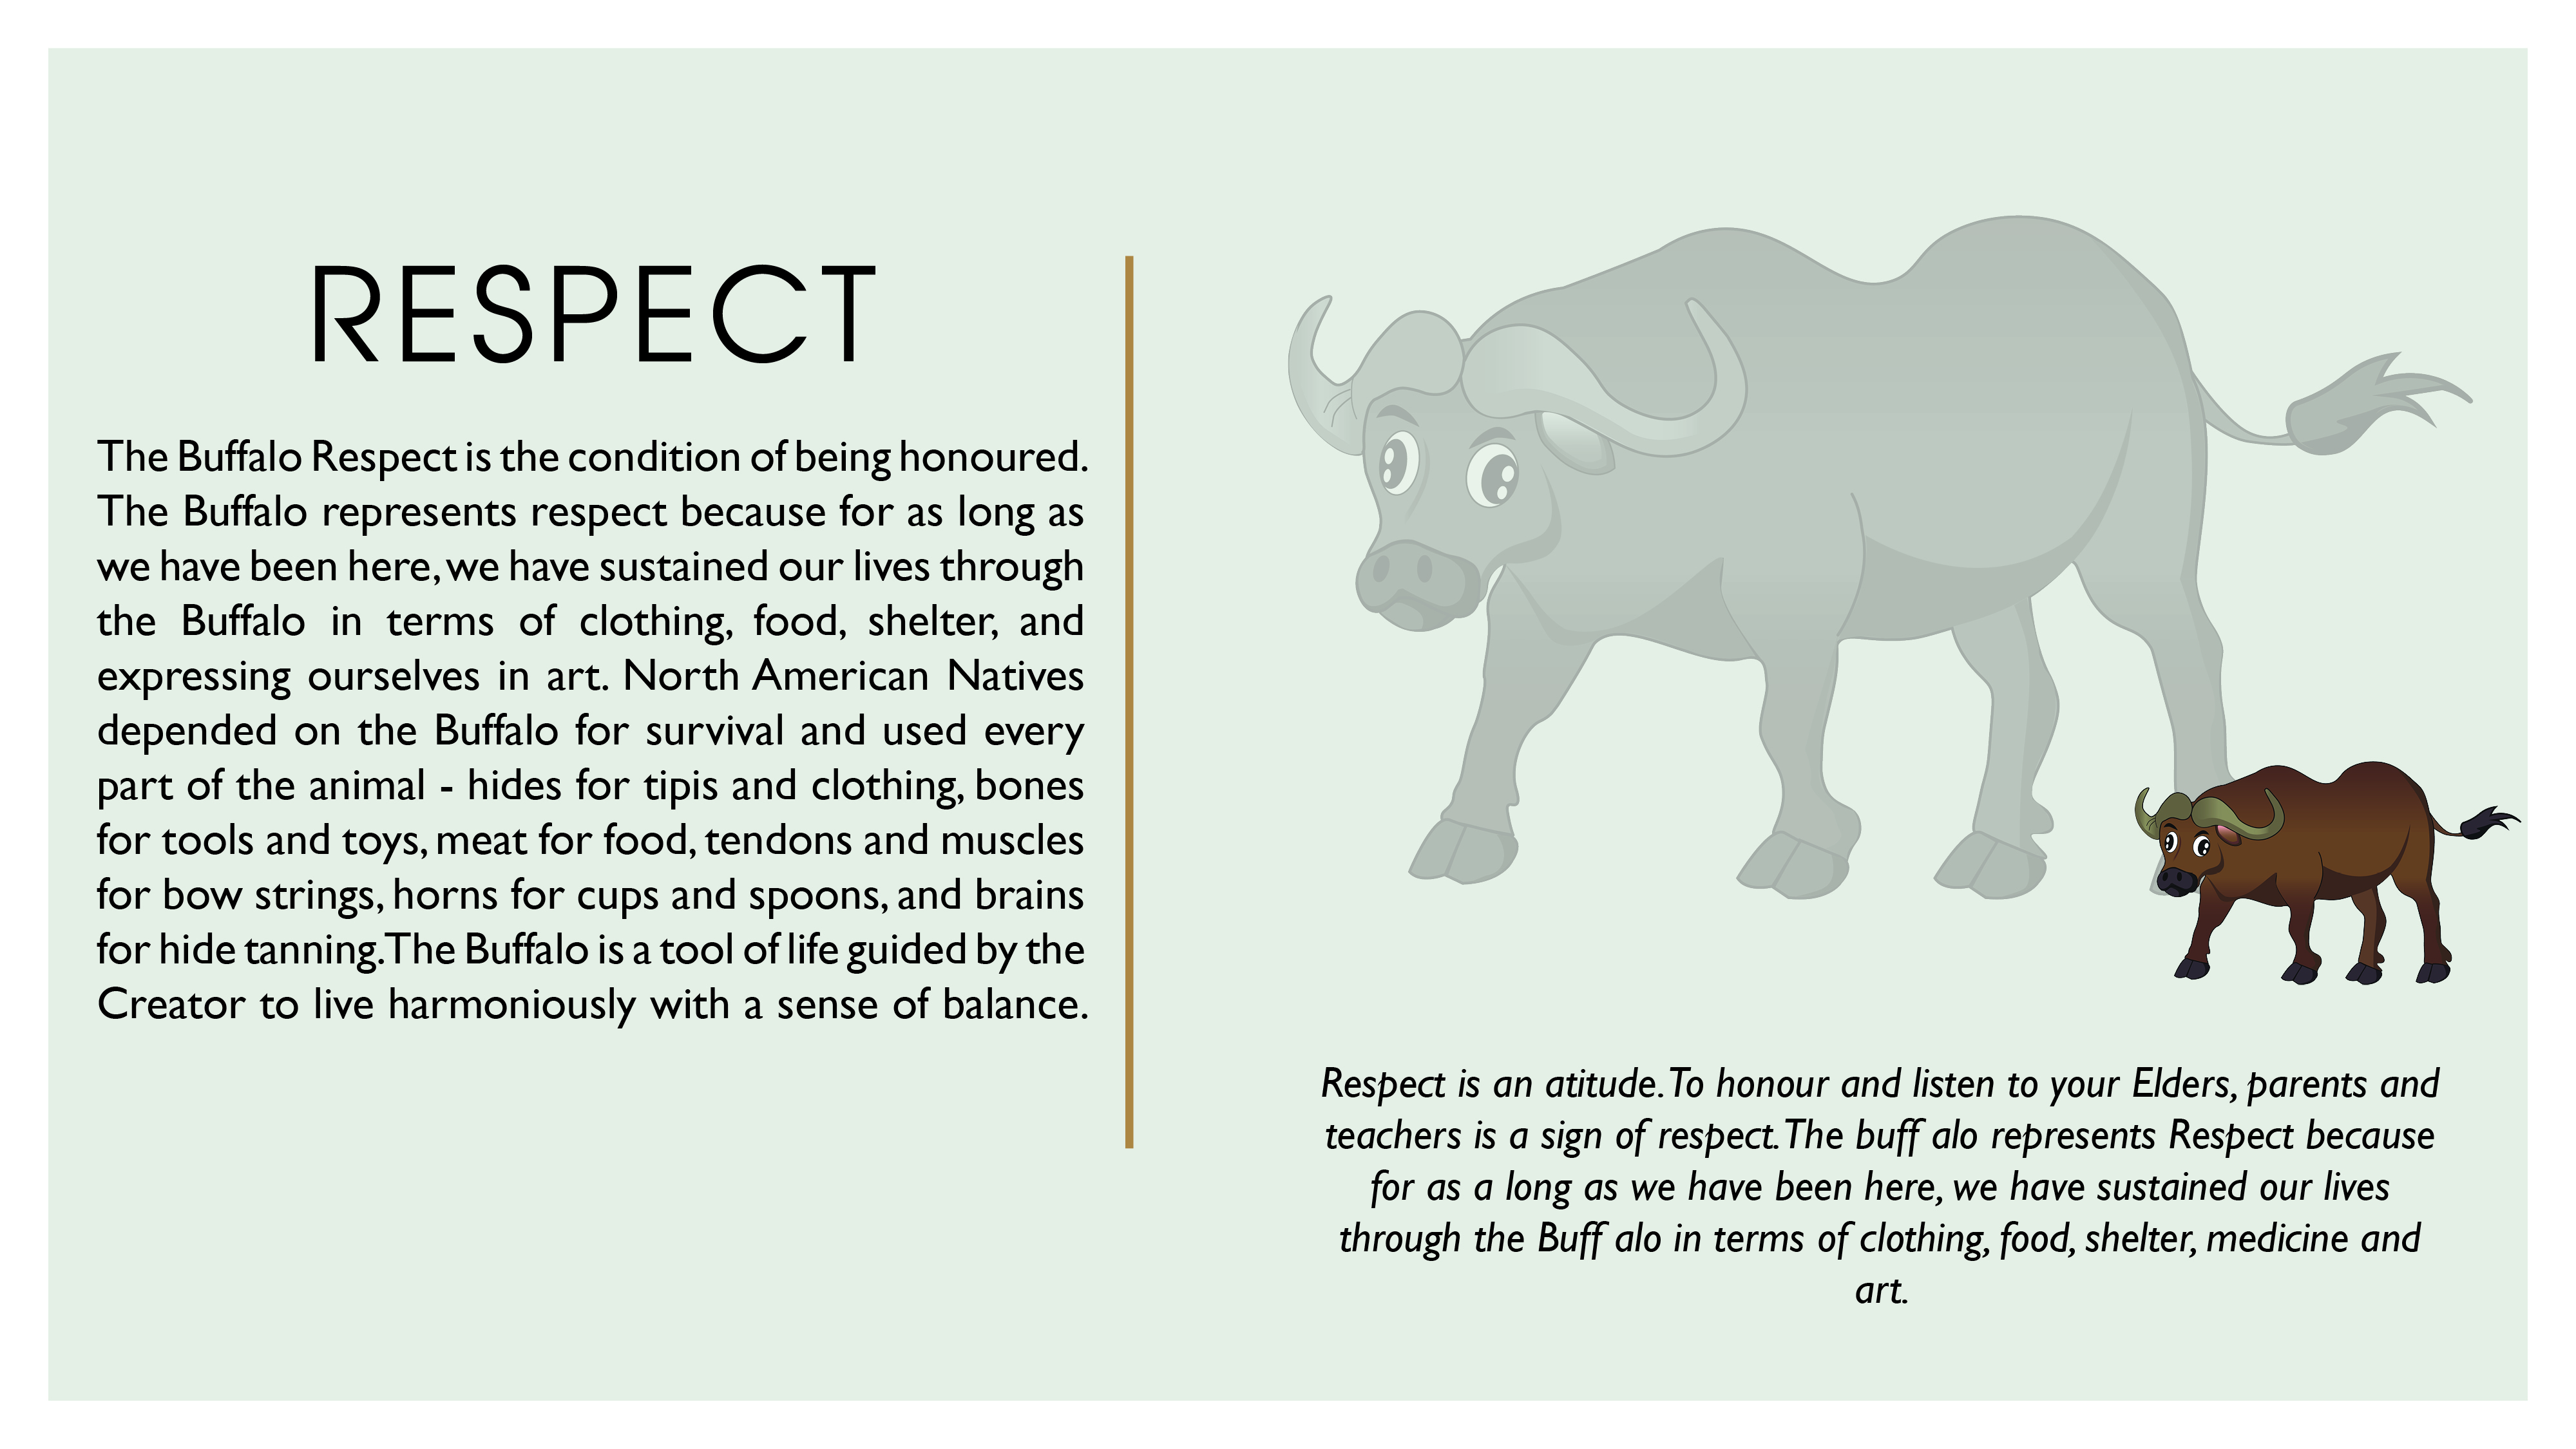 RESPECT
The Buffalo Respect is the condition of being honoured.
The Buffalo represents respect because for as long as
we have been here, we have sustained our lives through
the Buffalo in terms of clothing, food, shelter, and
expressing ourselves in art. North American Natives
depended on the Buffalo for survival and used every
part of the animal - hides for tipis and clothing, bones
for tools and toys, meat for food, tendons and muscles
for bow strings, horns for cups and spoons, and brains
for hide tanning. The Buffalo is a tool of life guided by the
Creator to live harmoniously with a sense of balance.
Respect is an atitude. To honour and listen to your Elders, parents and
teachers is a sign of respect. The buff alo represents Respect because
for as a long as we have been here, we have sustained our lives
through the Buff alo in terms of clothing, food, shelter, medicine and
art.